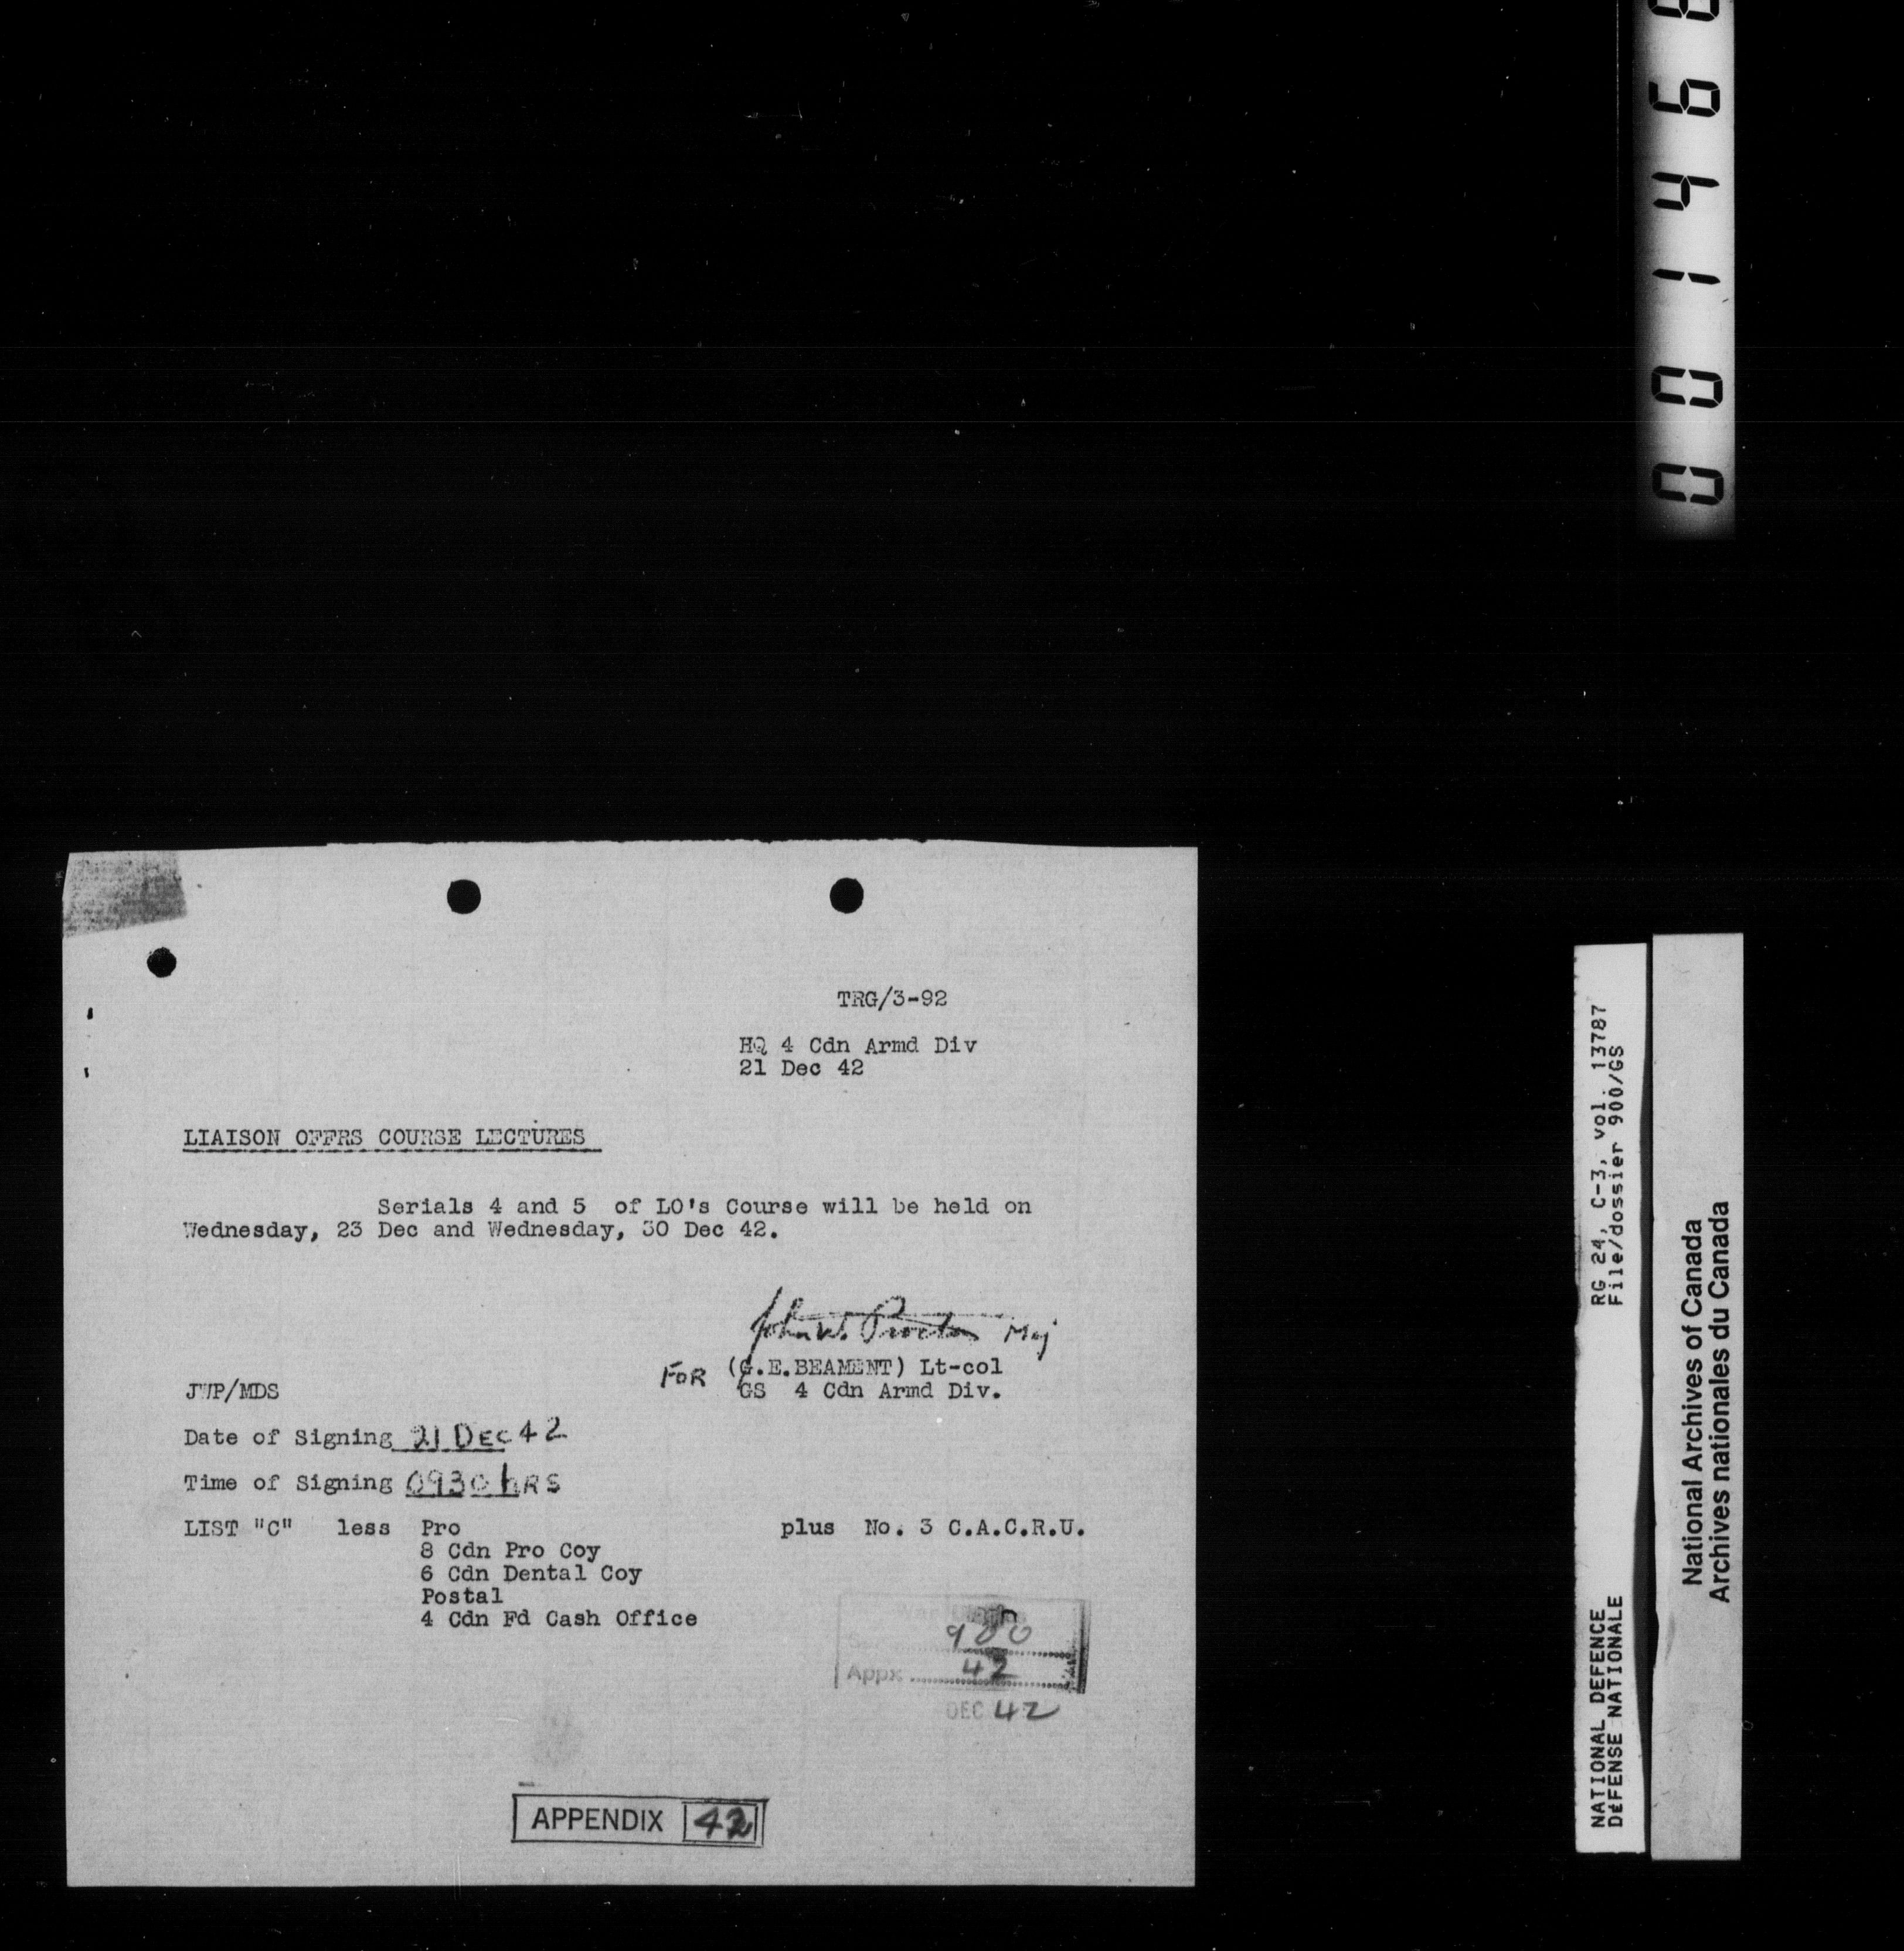 TRG/3-92
HQ 4 Cdn Armd Div
21 Dec 42
LIAISON OFFRS COURSE LECTURES
Serials 4 and 5 of LO's Course will be held on
Wednesday, 23 Dec and Wednesday, 30 Dec 42.
John W. Proctor Maj
FOR (G.E.BEAMENT) Lt-col
GS 4 Cdn Armd Div.
JWP/MDS
Date of Signing 21 DEC 42
Time of Signing 0930 hRS
LIST "C" less Pro plus No. 3 C.A.C.R.U.
8 Cdn Pro Coy
6 Cdn Dental Coy
Postal
4 Cdn Fd Cash Office
900
Appx 42
DEC 42
APPENDIX 42
00146
RG 24, C-3, vol. 13787
File/dossier 900/GS
NATIONAL DEFENCE
DÉFENSE NATIONALE
National Archives of Canada
Archives nationales du Canada